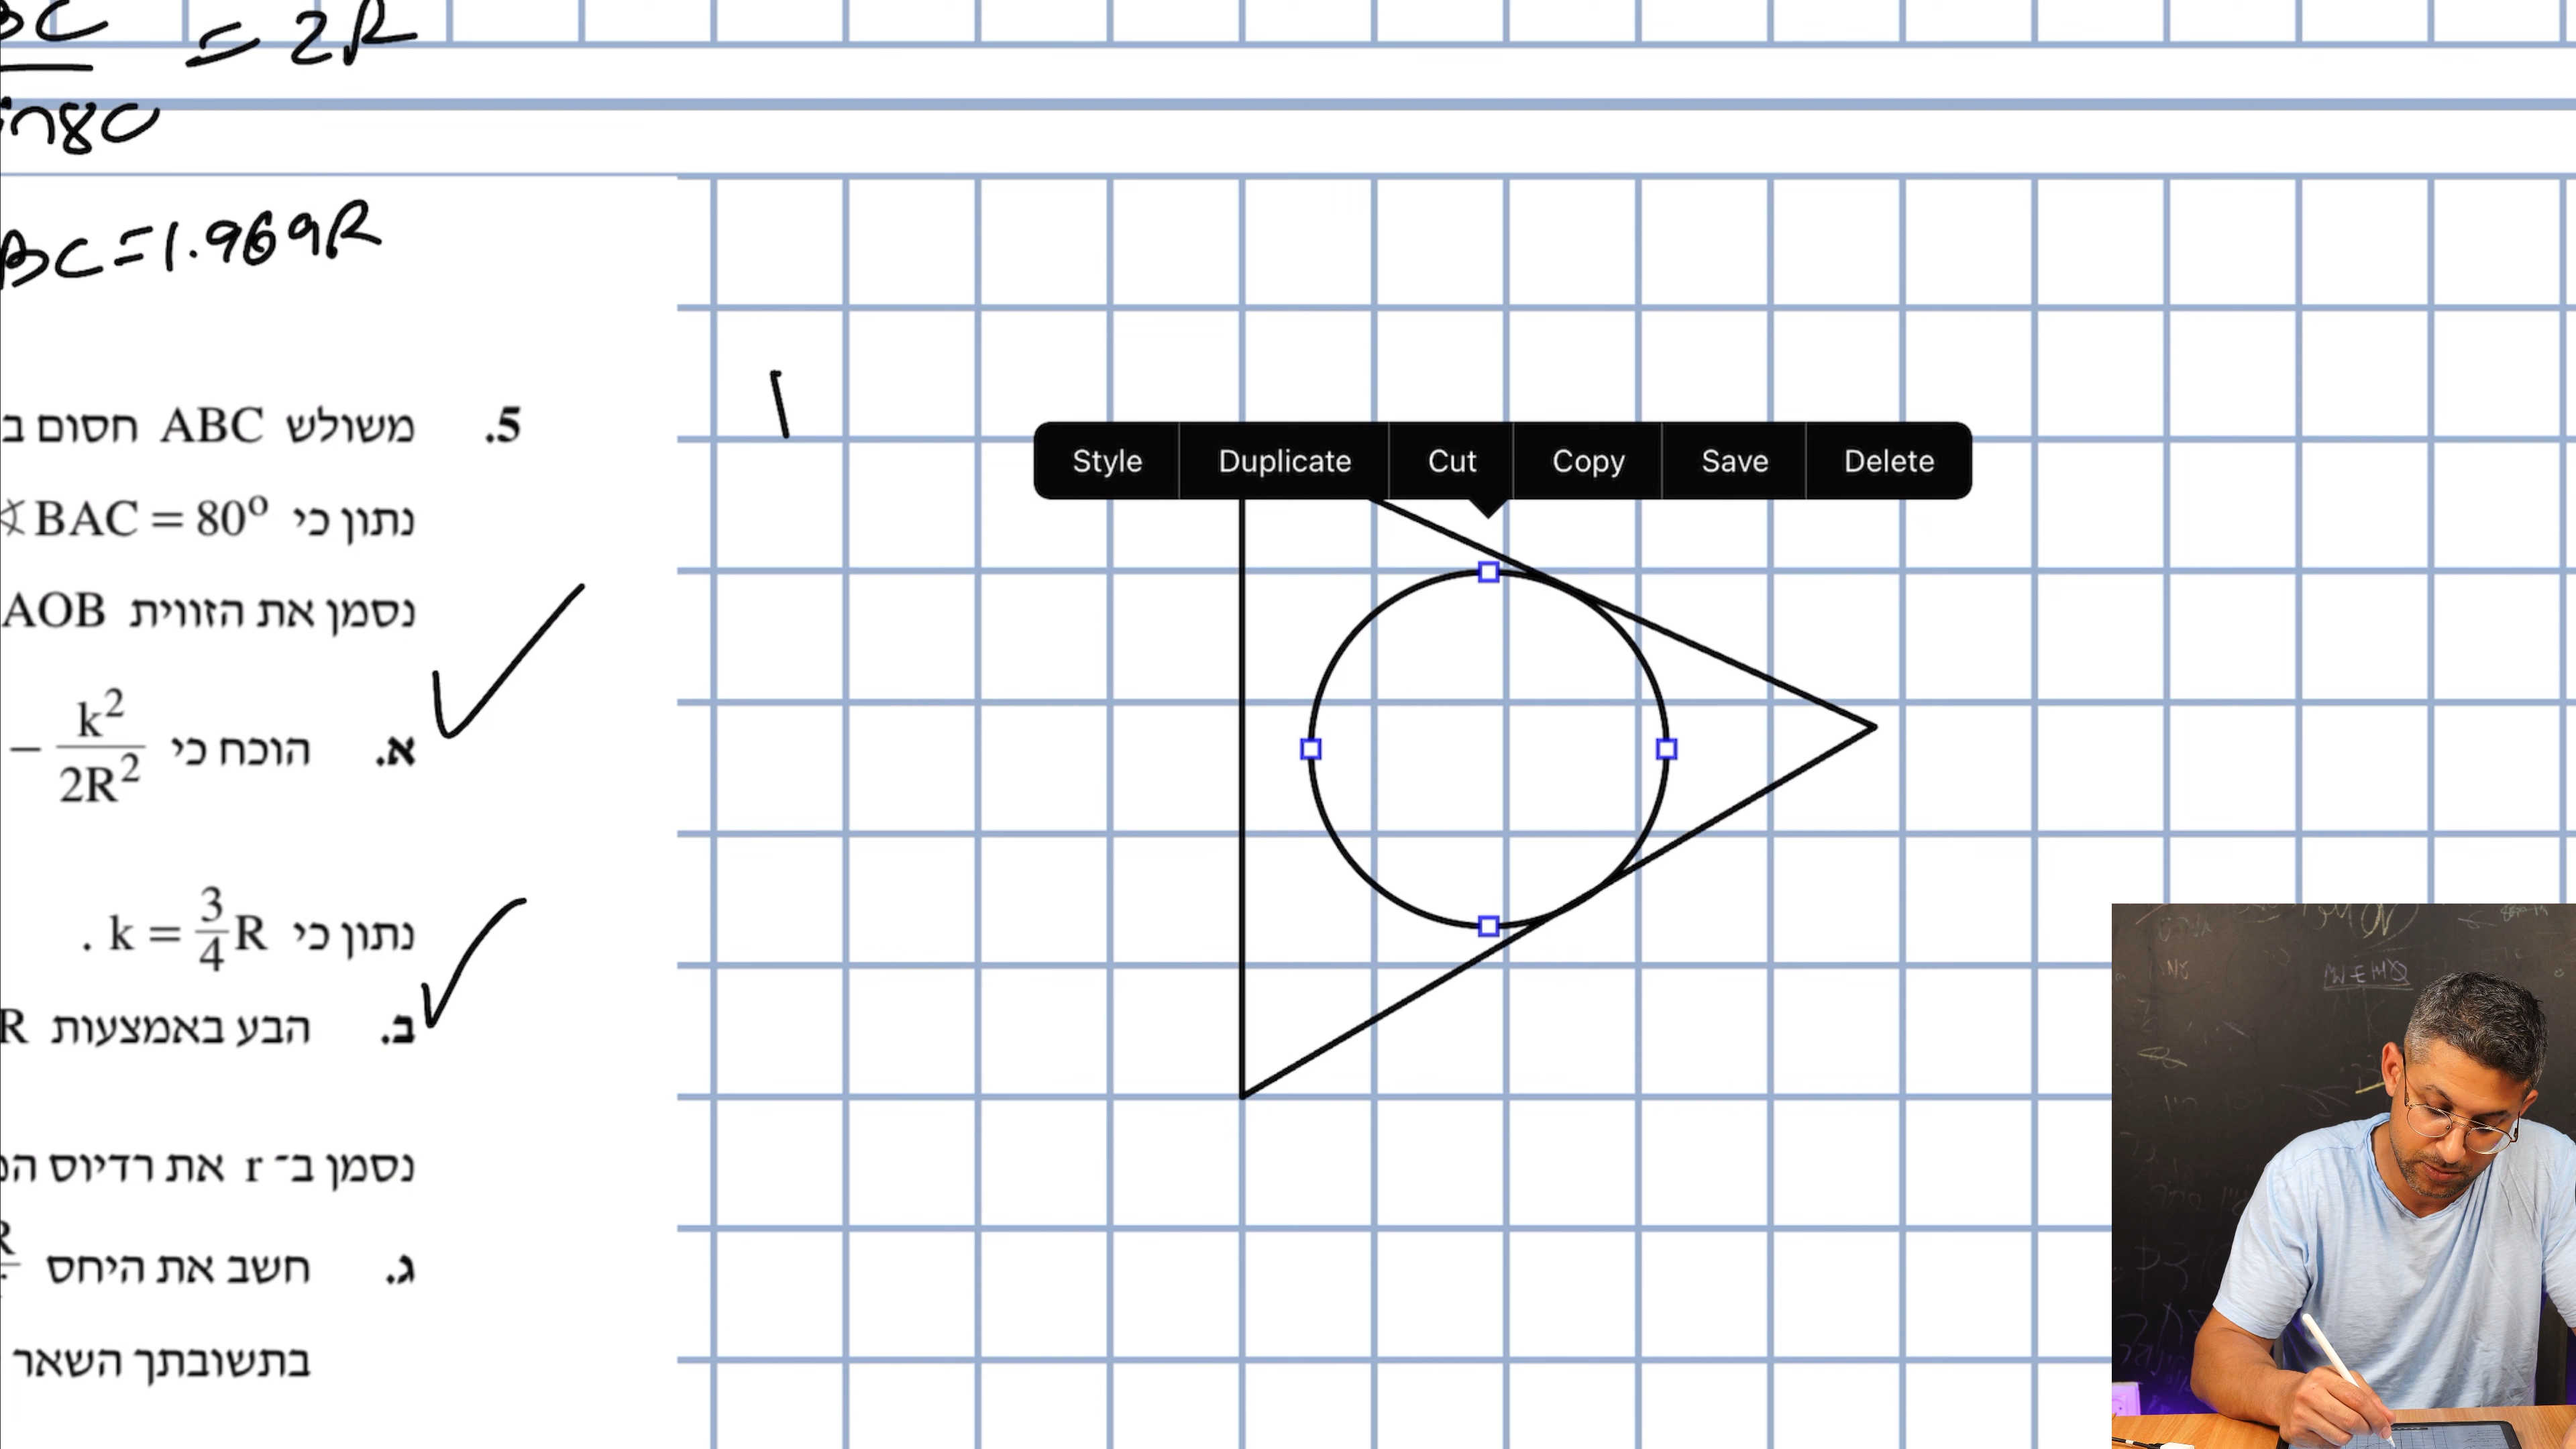 BC = 2R
in80
BC=1.969R
5. משולש ABC חסום ב
נתון כי ∢BAC = 80°
נסמן את הזווית AOB
א. הוכח כי k²/2R² −
נתון כי k = 3/4 R .
ב. הבע באמצעות R
נסמן ב־ r את רדיוס
ג. חשב את היחס R
בתשובתך השאר
Style Duplicate Cut Copy Save Delete